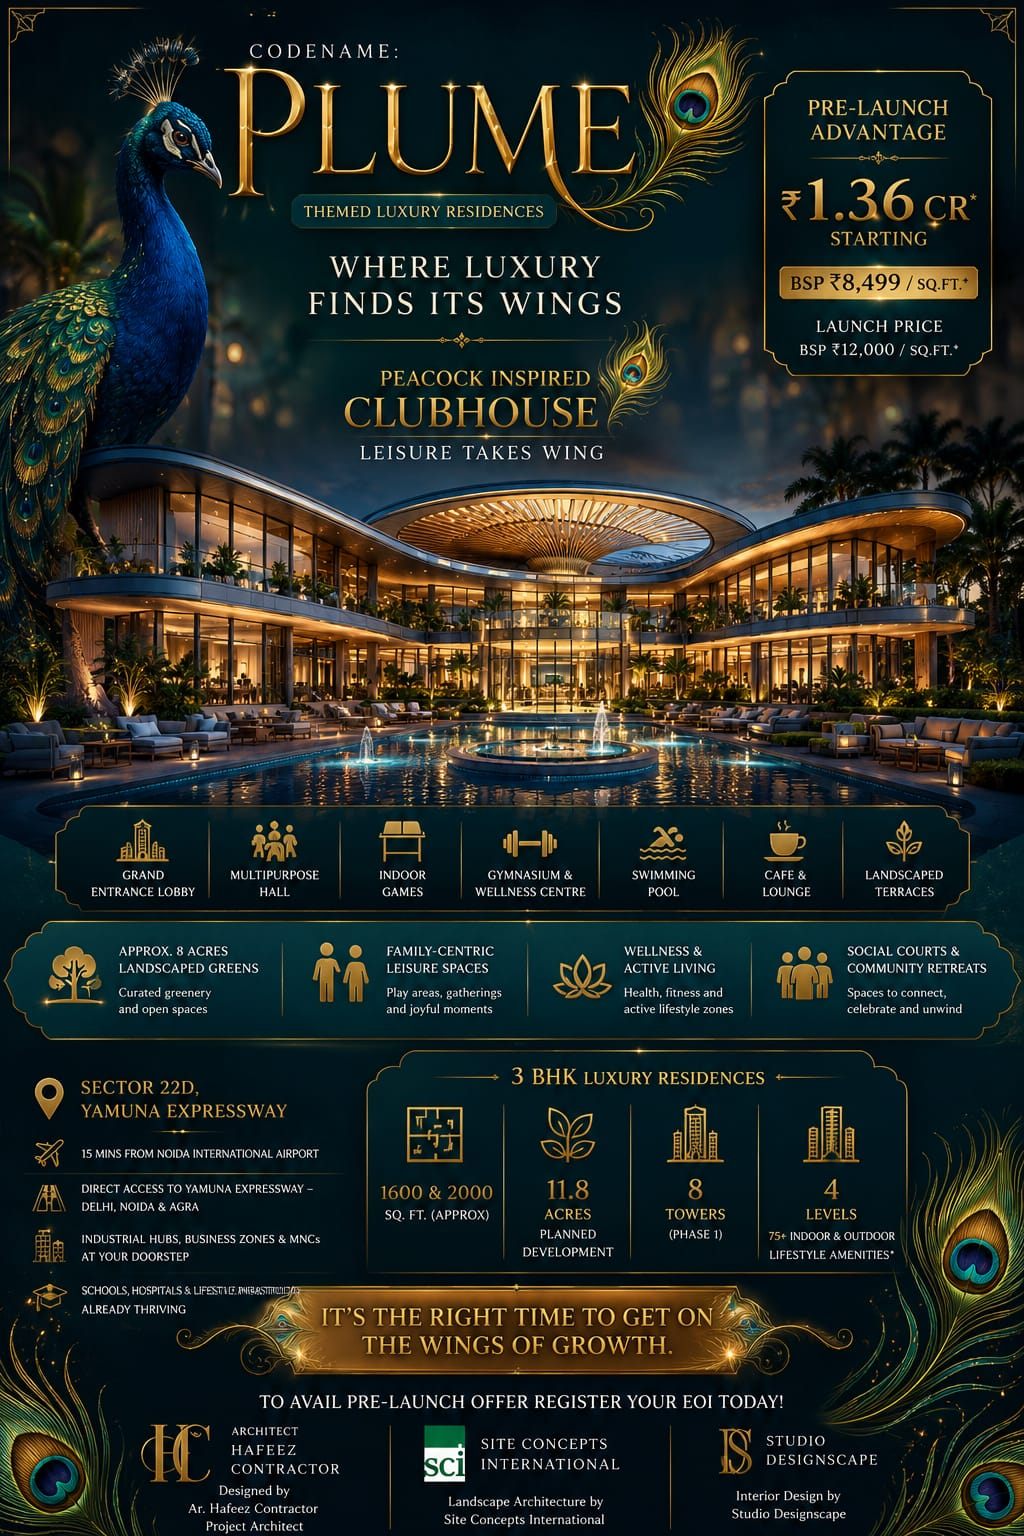 CODENAME:
PLUME
THEMED LUXURY RESIDENCES
WHERE LUXURY
FINDS ITS WINGS
PEACOCK INSPIRED
CLUBHOUSE
LEISURE TAKES WING
PRE-LAUNCH
ADVANTAGE
₹1.36 CR*
STARTING
BSP ₹8,499 / SQ.FT.*
LAUNCH PRICE
BSP ₹12,000 / SQ.FT.*
GRAND
ENTRANCE LOBBY
MULTIPURPOSE
HALL
INDOOR
GAMES
GYMNASIUM &
WELLNESS CENTRE
SWIMMING
POOL
CAFE &
LOUNGE
LANDSCAPED
TERRACES
APPROX. 8 ACRES
LANDSCAPED GREENS
Curated greenery
and open spaces
FAMILY-CENTRIC
LEISURE SPACES
Play areas, gatherings
and joyful moments
WELLNESS &
ACTIVE LIVING
Health, fitness and
active lifestyle zones
SOCIAL COURTS &
COMMUNITY RETREATS
Spaces to connect,
celebrate and unwind
SECTOR 22D,
YAMUNA EXPRESSWAY
15 MINS FROM NOIDA INTERNATIONAL AIRPORT
DIRECT ACCESS TO YAMUNA EXPRESSWAY –
DELHI, NOIDA & AGRA
INDUSTRIAL HUBS, BUSINESS ZONES & MNCs
AT YOUR DOORSTEP
SCHOOLS, HOSPITALS &
ALREADY THRIVING
3 BHK LUXURY RESIDENCES
1600 & 2000
SQ. FT. (APPROX)
11.8
ACRES
PLANNED
DEVELOPMENT
8
TOWERS
(PHASE 1)
4
LEVELS
75+ INDOOR & OUTDOOR
LIFESTYLE AMENITIES*
IT'S THE RIGHT TIME TO GET ON
THE WINGS OF GROWTH.
TO AVAIL PRE-LAUNCH OFFER REGISTER YOUR EOI TODAY!
HC
ARCHITECT
HAFEEZ
CONTRACTOR
Designed by
Ar. Hafeez Contractor
Project Architect
sci
SITE CONCEPTS
INTERNATIONAL
Landscape Architecture by
Site Concepts International
DS
STUDIO
DESIGNSCAPE
Interior Design by
Studio Designscape